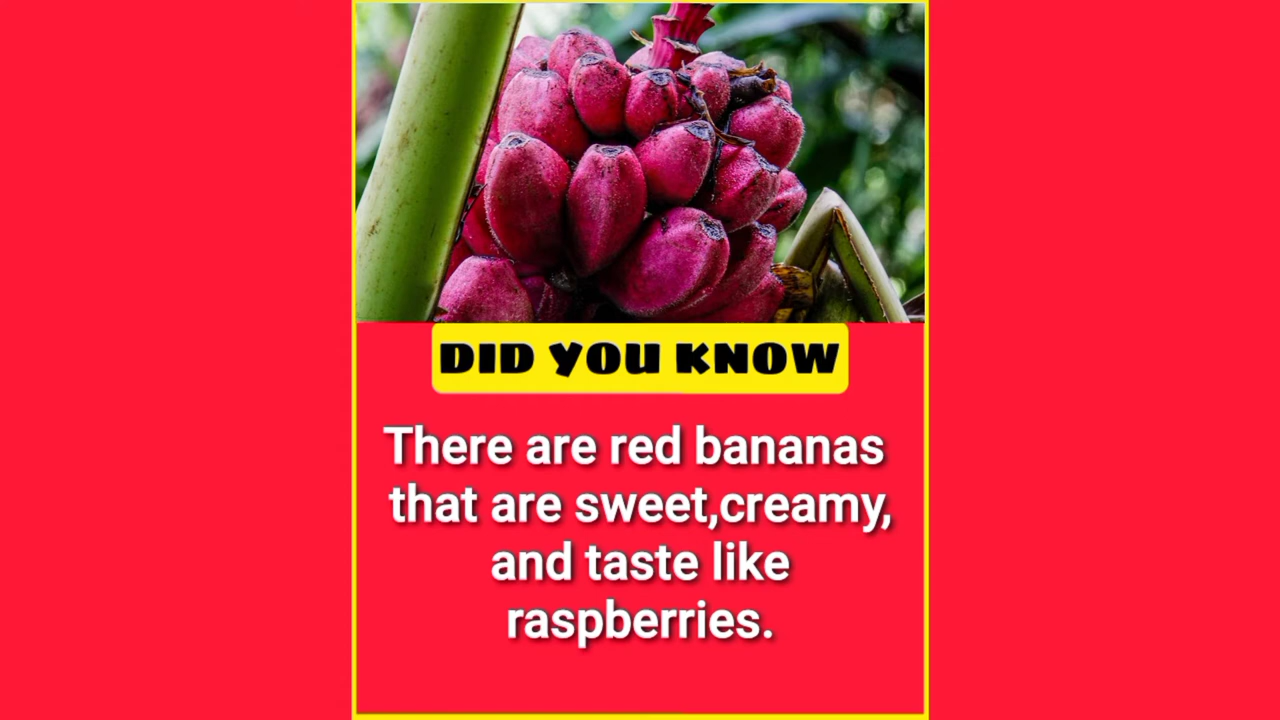 DID YOU KNOW
There are red bananas
that are sweet,creamy,
and taste like
raspberries.